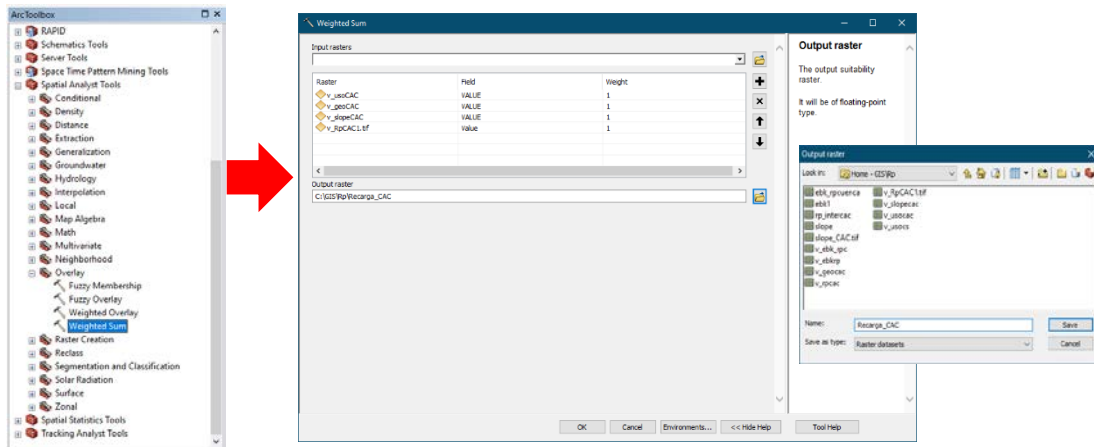 ArcToolbox
RAPID
Schematics Tools
Server Tools
Space Time Pattern Mining Tools
Spatial Analyst Tools
Conditional
Density
Distance
Extraction
Generalization
Groundwater
Hydrology
Interpolation
Local
Map Algebra
Math
Multivariate
Neighborhood
Overlay
Fuzzy Membership
Fuzzy Overlay
Weighted Overlay
Weighted Sum
Raster Creation
Reclass
Segmentation and Classification
Solar Radiation
Surface
Zonal
Spatial Statistics Tools
Tracking Analyst Tools
Weighted Sum
Input rasters
Raster Field Weight
v_usoCAC VALUE 1
v_geoCAC VALUE 1
v_slopeCAC VALUE 1
v_RpCAC1.tif Value 1
Output raster
C:\GIS\Rp\Recarga_CAC
OK Cancel Environments... << Hide Help Tool Help
Output raster
The output suitability
raster.
It will be of floating-point
type.
Output raster
Look in: Home - GIS\Rp
ebk_rpcuerca v_RpCAC1.tif
ebk1 v_slopecac
rp_intercac v_usocac
slope v_usocs
slope_CAC.tif
v_ebk_rpc
v_ebkrp
v_geocac
v_rpcac
Name: Recarga_CAC Save
Save as type: Raster datasets Cancel